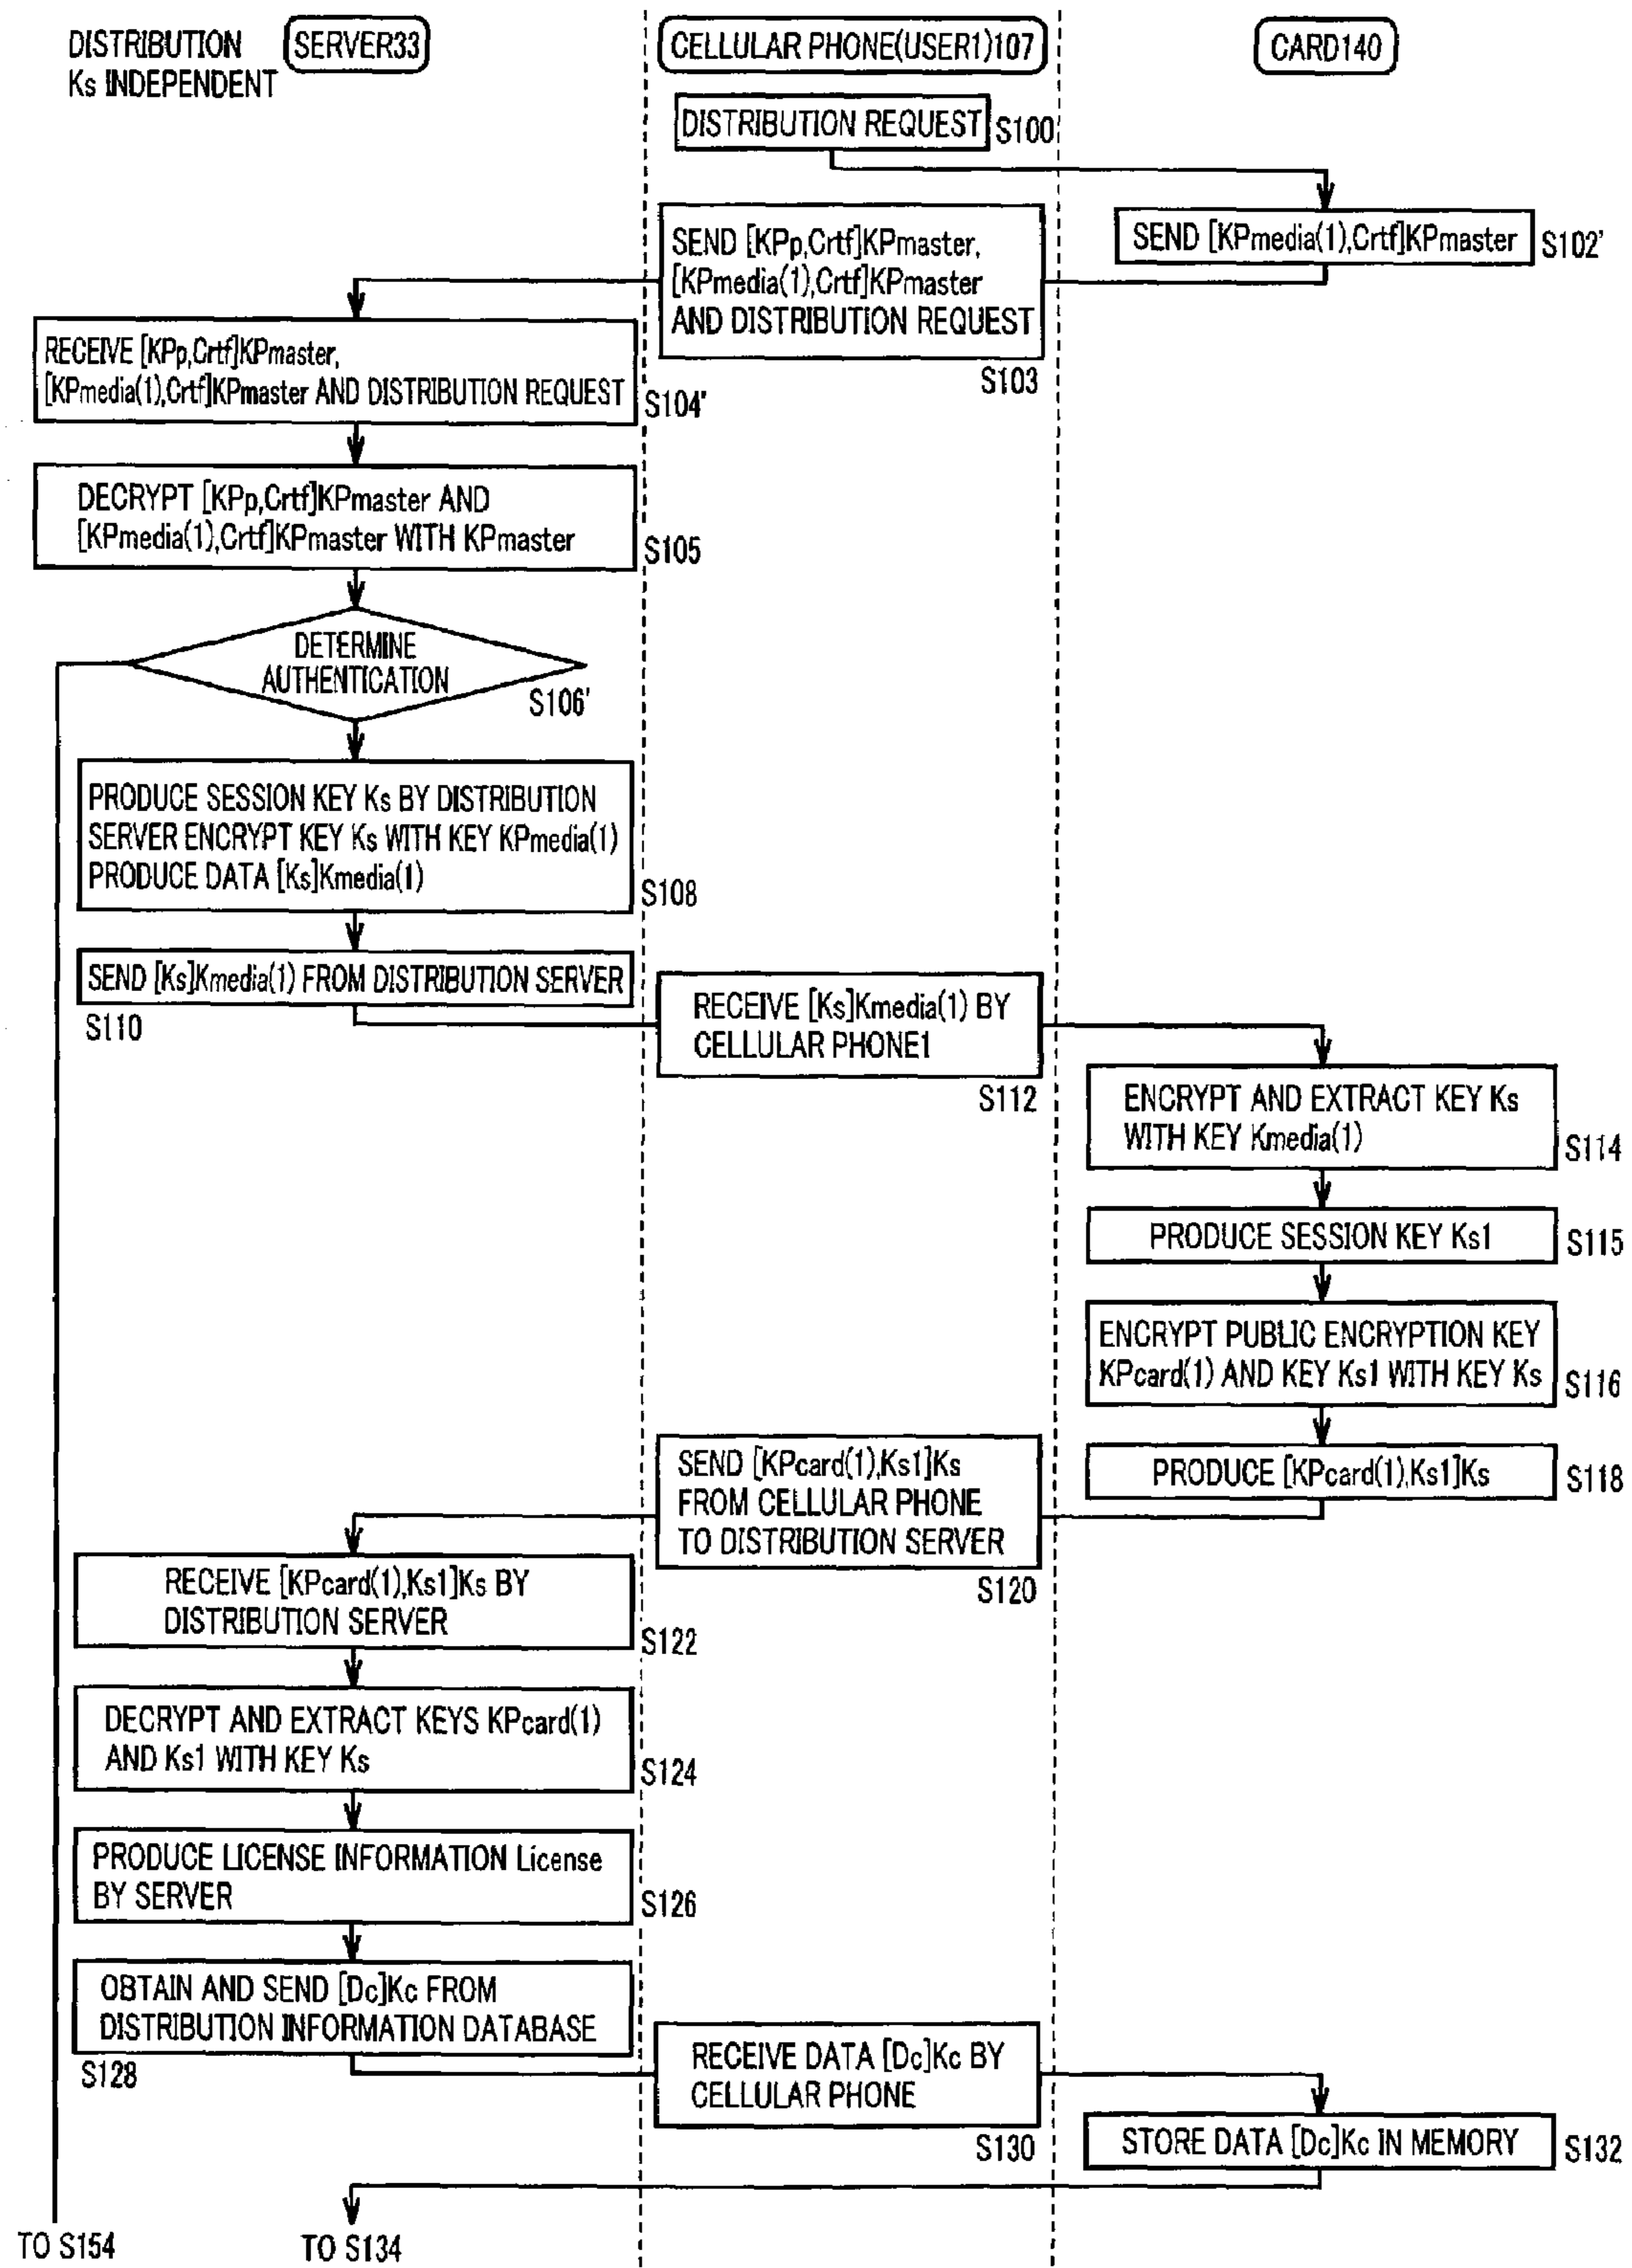 DISTRIBUTION
Ks INDEPENDENT
SERVER33
CELLULAR PHONE(USER1)107
CARD140
DISTRIBUTION REQUEST
S100
SEND [KPmedia(1),Crtf]KPmaster
S102'
SEND [KPp,Crtf]KPmaster,
[KPmedia(1),Crtf]KPmaster
AND DISTRIBUTION REQUEST
S103
RECEIVE [KPp,Crtf]KPmaster,
[KPmedia(1),Crtf]KPmaster AND DISTRIBUTION REQUEST
S104'
DECRYPT [KPp,Crtf]KPmaster AND
[KPmedia(1),Crtf]KPmaster WITH KPmaster
S105
DETERMINE
AUTHENTICATION
S106'
PRODUCE SESSION KEY Ks BY DISTRIBUTION
SERVER ENCRYPT KEY Ks WITH KEY KPmedia(1)
PRODUCE DATA [Ks]Kmedia(1)
S108
SEND [Ks]Kmedia(1) FROM DISTRIBUTION SERVER
S110
RECEIVE [Ks]Kmedia(1) BY
CELLULAR PHONE1
S112
ENCRYPT AND EXTRACT KEY Ks
WITH KEY Kmedia(1)
S114
PRODUCE SESSION KEY Ks1
S115
ENCRYPT PUBLIC ENCRYPTION KEY
KPcard(1) AND KEY Ks1 WITH KEY Ks
S116
PRODUCE [KPcard(1),Ks1]Ks
S118
SEND [KPcard(1),Ks1]Ks
FROM CELLULAR PHONE
TO DISTRIBUTION SERVER
S120
RECEIVE [KPcard(1),Ks1]Ks BY
DISTRIBUTION SERVER
S122
DECRYPT AND EXTRACT KEYS KPcard(1)
AND Ks1 WITH KEY Ks
S124
PRODUCE LICENSE INFORMATION License
BY SERVER
S126
OBTAIN AND SEND [Dc]Kc FROM
DISTRIBUTION INFORMATION DATABASE
S128
RECEIVE DATA [Dc]Kc BY
CELLULAR PHONE
S130
STORE DATA [Dc]Kc IN MEMORY
S132
TO S154
TO S134